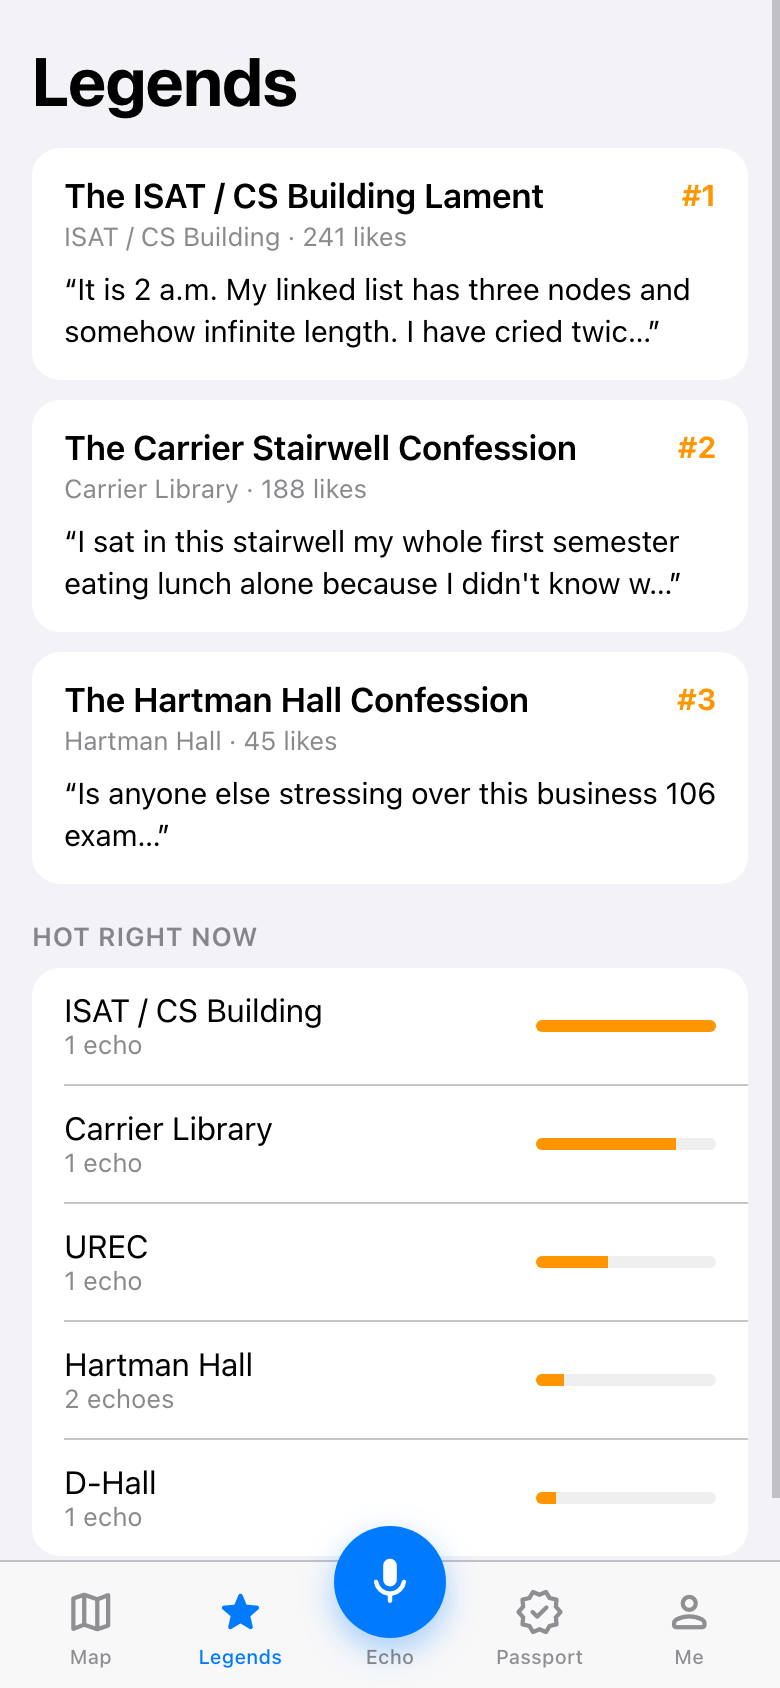 Legends
The ISAT / CS Building Lament
#1
ISAT / CS Building · 241 likes
“It is 2 a.m. My linked list has three nodes and
somehow infinite length. I have cried twic...”
The Carrier Stairwell Confession
#2
Carrier Library · 188 likes
“I sat in this stairwell my whole first semester
eating lunch alone because I didn't know w...”
The Hartman Hall Confession
#3
Hartman Hall · 45 likes
“Is anyone else stressing over this business 106
exam...”
HOT RIGHT NOW
ISAT / CS Building
1 echo
Carrier Library
1 echo
UREC
1 echo
Hartman Hall
2 echoes
D-Hall
1 echo
Map
Legends
Echo
Passport
Me